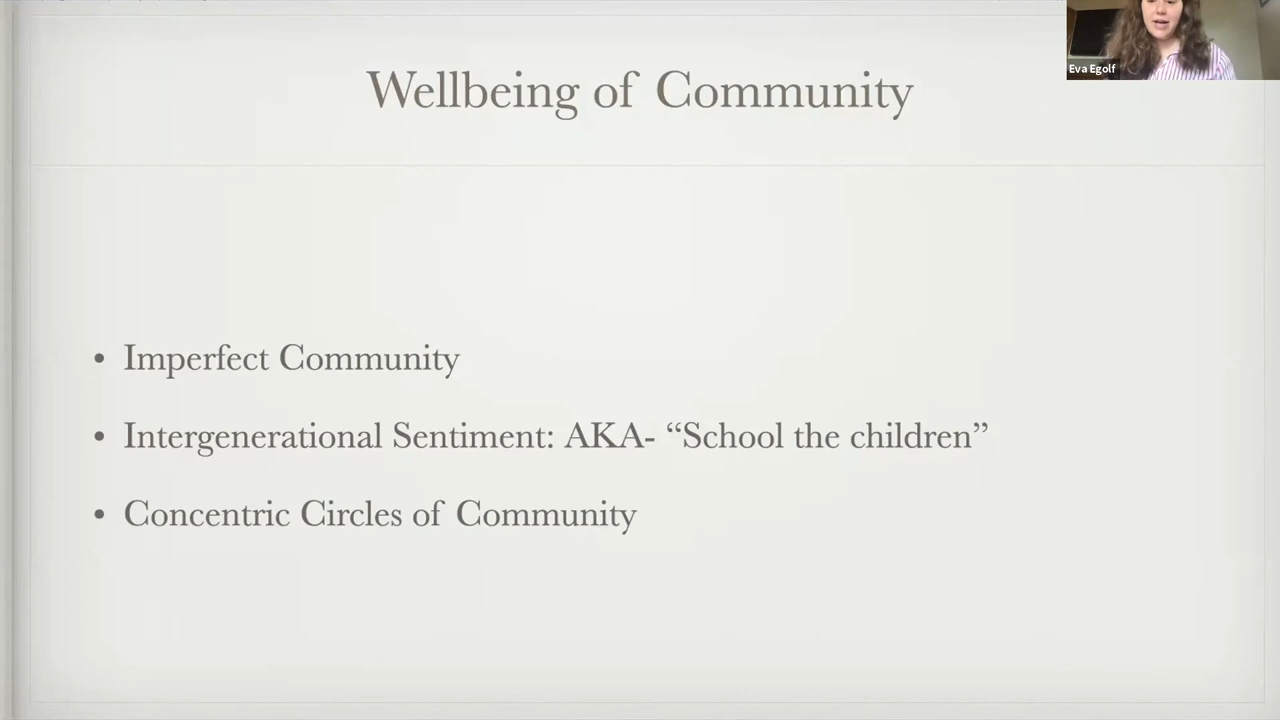 Wellbeing of Community
Eva Egolf
• Imperfect Community
• Intergenerational Sentiment: AKA- “School the children”
• Concentric Circles of Community